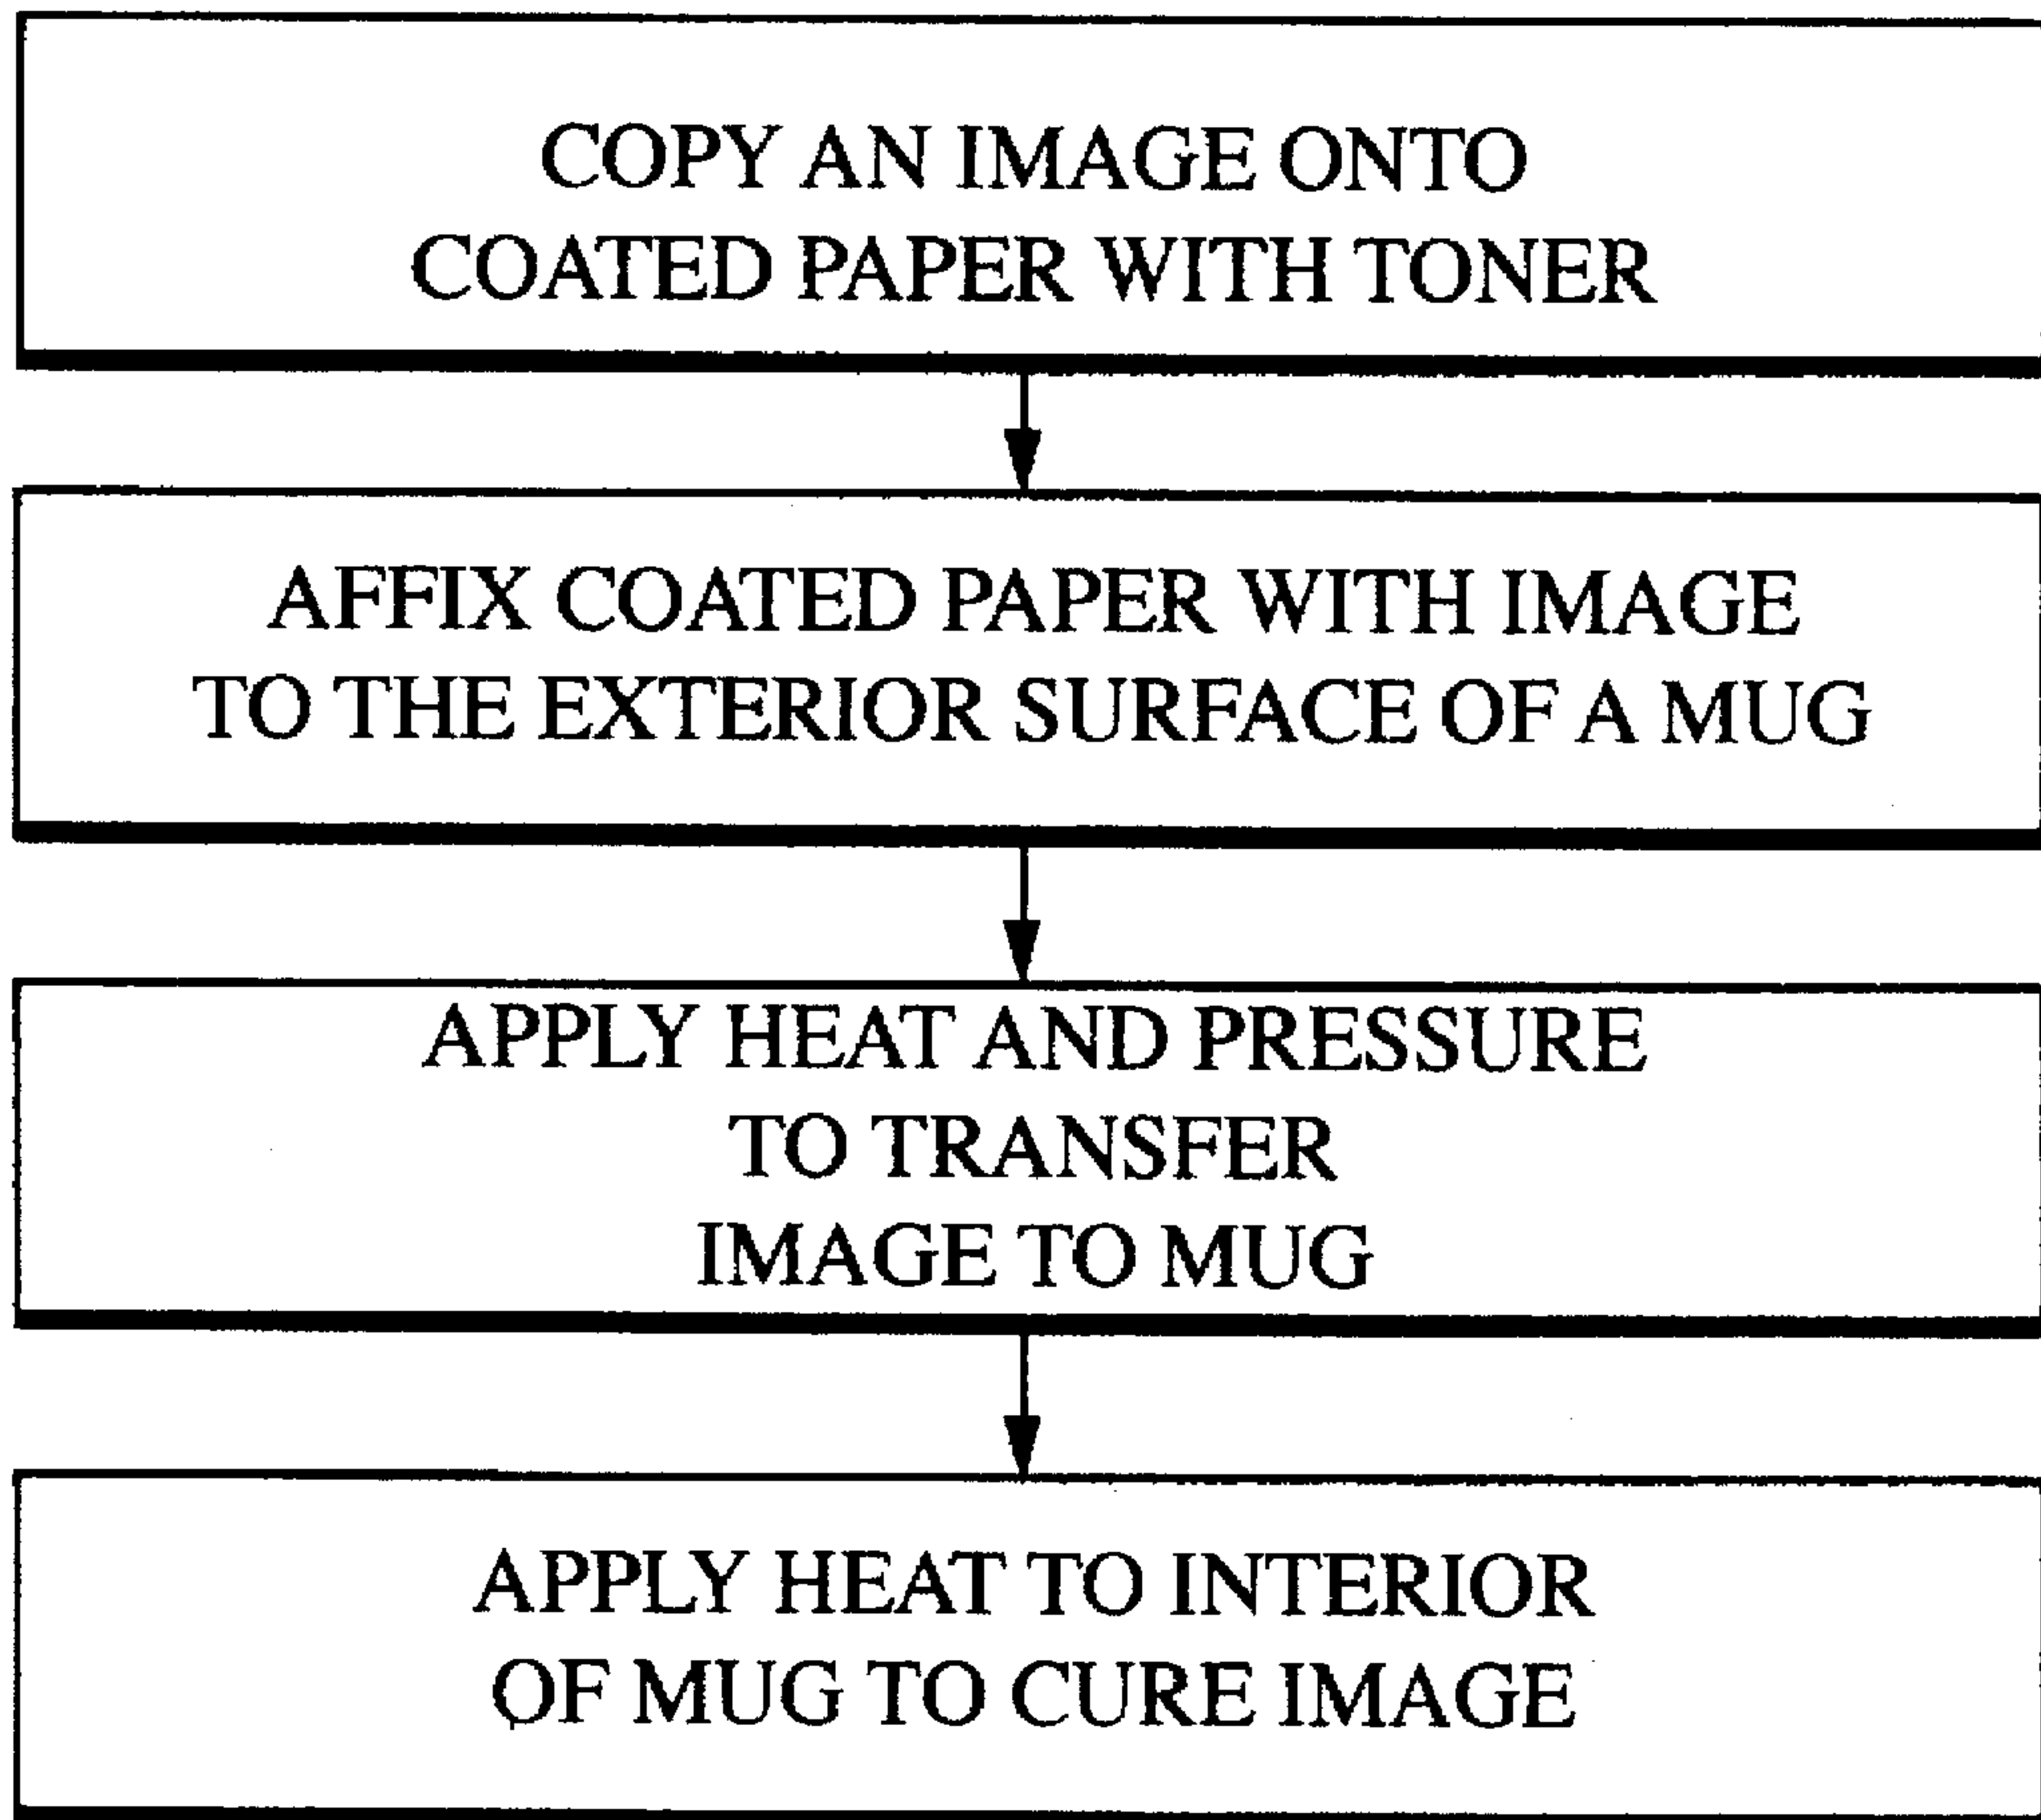 COPY AN IMAGE ONTO
COATED PAPER WITH TONER
AFFIX COATED PAPER WITH IMAGE
TO THE EXTERIOR SURFACE OF A MUG
APPLY HEAT AND PRESSURE
TO TRANSFER
IMAGE TO MUG
APPLY HEAT TO INTERIOR
OF MUG TO CURE IMAGE